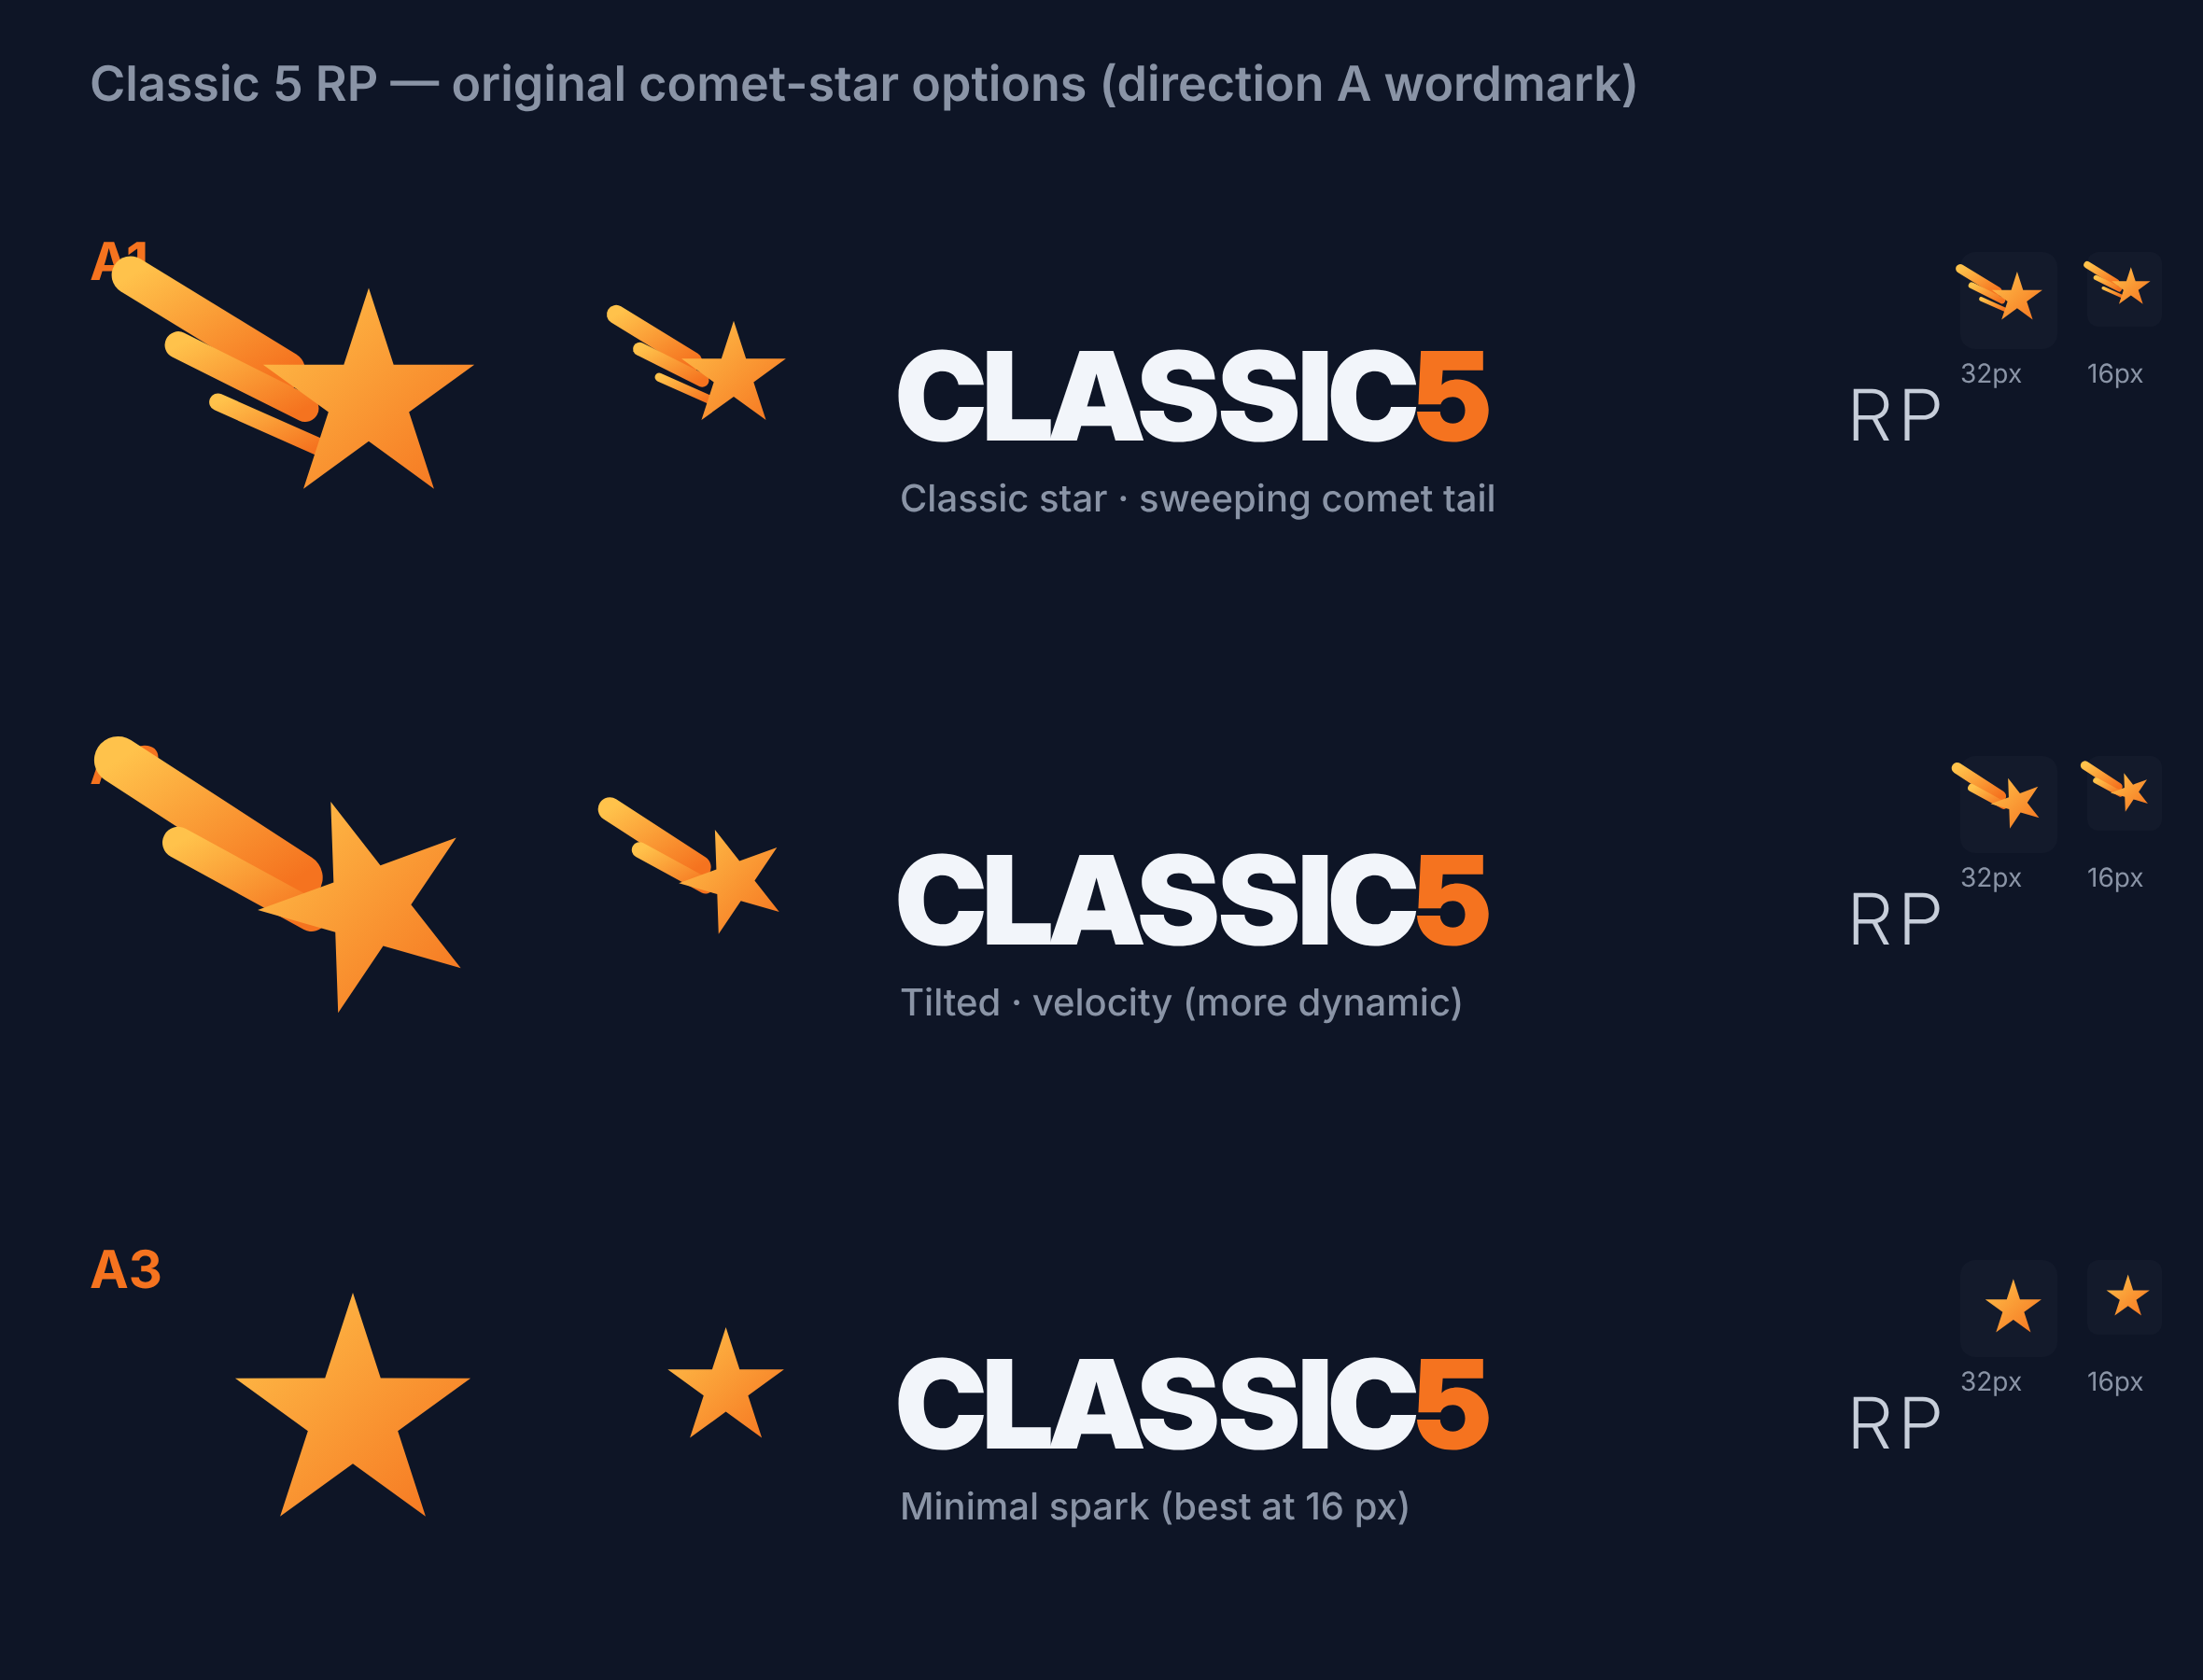 Classic 5 RP — original comet-star options (direction A wordmark)
A1
CLASSIC5 RP
32px 16px
Classic star · sweeping comet tail
CLASSIC5 RP
32px 16px
Tilted · velocity (more dynamic)
A3
CLASSIC5 RP
32px 16px
Minimal spark (best at 16 px)